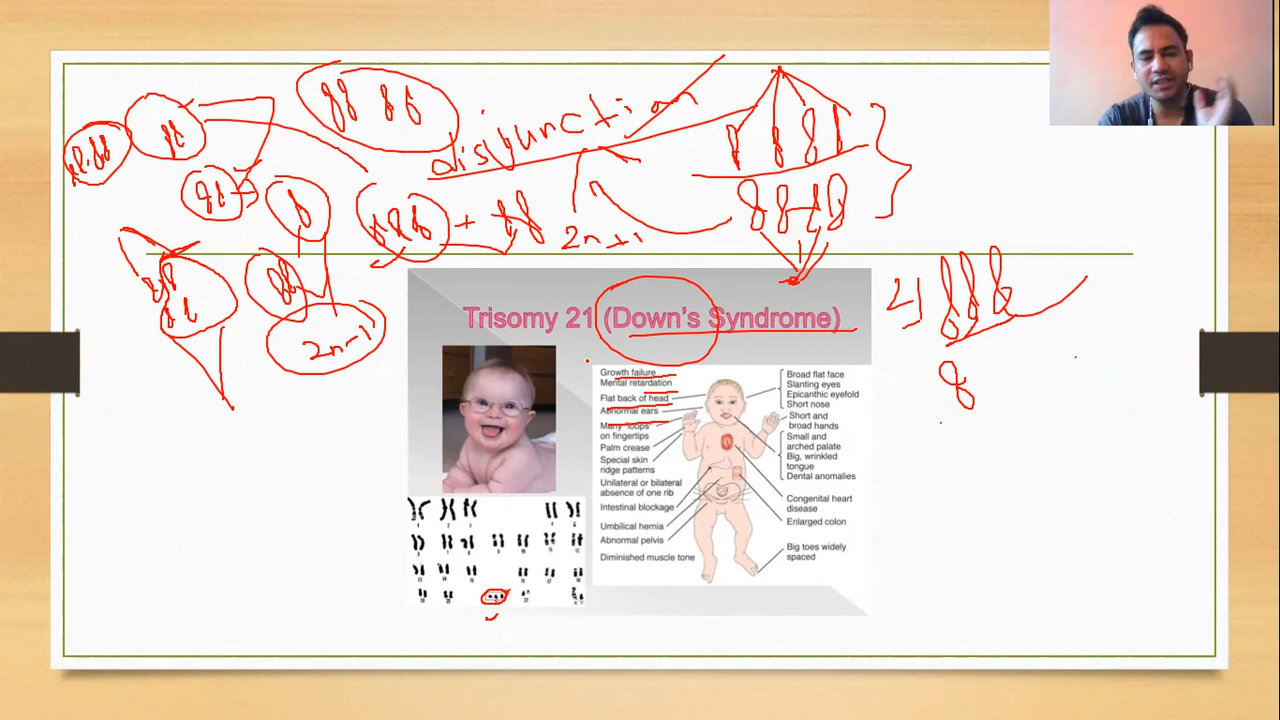 disjunction
2n+1
2n-1
21
Trisomy 21 (Down's Syndrome)
Growth failure
Mental retardation
Flat back of head
Abnormal ears
Many "loops"
on fingertips
Palm crease
Special skin
ridge patterns
Unilateral or bilateral
absence of one rib
Intestinal blockage
Umbilical hernia
Abnormal pelvis
Diminished muscle tone
Broad flat face
Slanting eyes
Epicanthic eyefold
Short nose
Short and
broad hands
Small and
arched palate
Big, wrinkled
tongue
Dental anomalies
Congenital heart
disease
Enlarged colon
Big toes widely
spaced